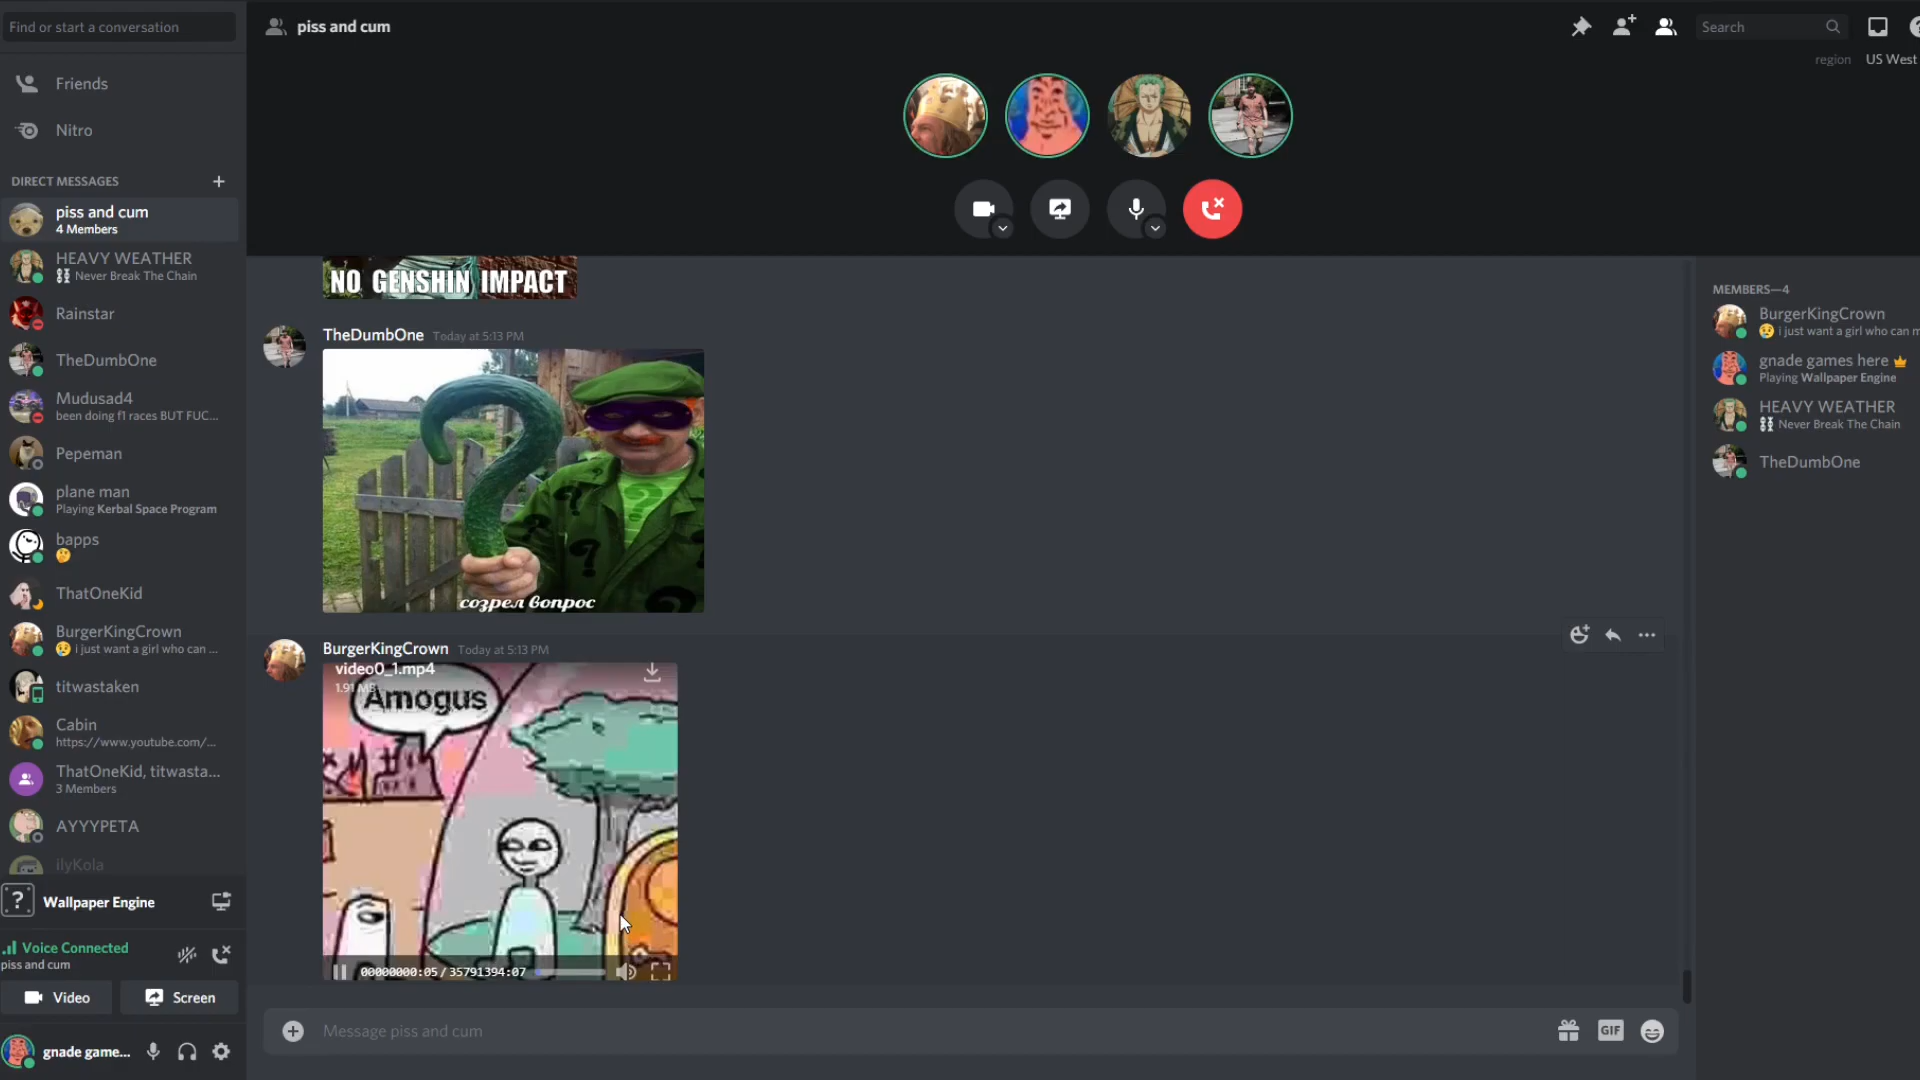 Find or start a conversation
Friends
Nitro
DIRECT MESSAGES
piss and cum
4 Members
HEAVY WEATHER
Never Break The Chain
Rainstar
TheDumbOne
Mudusad4
been doing f1 races BUT FUC...
Pepeman
plane man
Playing Kerbal Space Program
bapps
ThatOneKid
BurgerKingCrown
i just want a girl who can ...
titwastaken
Cabin
https://www.youtube.com/...
ThatOneKid, titwasta...
3 Members
AYYYPETA
ilyKola
? Wallpaper Engine
Voice Connected
piss and cum
Video
Screen
gnade game...
piss and cum
Search
region US West
NO GENSHIN IMPACT
TheDumbOne Today at 5:13 PM
созрел вопрос
BurgerKingCrown Today at 5:13 PM
video0_1.mp4
1.91 MB
Amogus
00000000:05 / 35791394:07
Message piss and cum
GIF
MEMBERS—4
BurgerKingCrown
i just want a girl who can m
gnade games here
Playing Wallpaper Engine
HEAVY WEATHER
Never Break The Chain
TheDumbOne